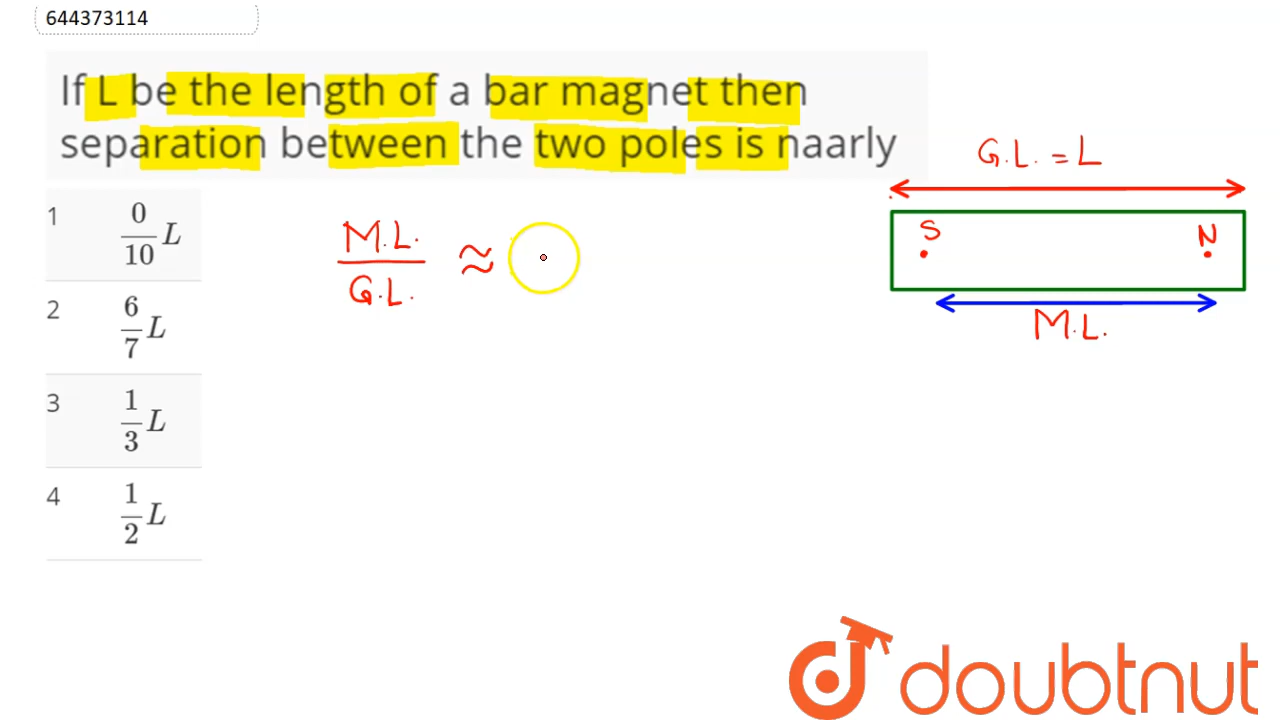 644373114
If L be the length of a bar magnet then
separation between the two poles is naarly
G.L. = L
S
N
M.L.
M.L.
G.L.
≈
1 0/10 L
2 6/7 L
3 1/3 L
4 1/2 L
doubtnut